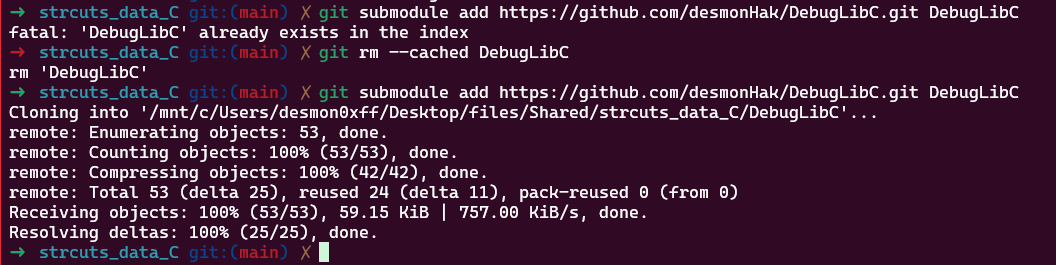 ➜ strcuts_data_C git:(main) ✗ git submodule add https://github.com/desmonHak/DebugLibC.git DebugLibC
fatal: 'DebugLibC' already exists in the index
➜ strcuts_data_C git:(main) ✗ git rm --cached DebugLibC
rm 'DebugLibC'
➜ strcuts_data_C git:(main) ✗ git submodule add https://github.com/desmonHak/DebugLibC.git DebugLibC
Cloning into '/mnt/c/Users/desmon0xff/Desktop/files/Shared/strcuts_data_C/DebugLibC'...
remote: Enumerating objects: 53, done.
remote: Counting objects: 100% (53/53), done.
remote: Compressing objects: 100% (42/42), done.
remote: Total 53 (delta 25), reused 24 (delta 11), pack-reused 0 (from 0)
Receiving objects: 100% (53/53), 59.15 KiB | 757.00 KiB/s, done.
Resolving deltas: 100% (25/25), done.
➜ strcuts_data_C git:(main) ✗